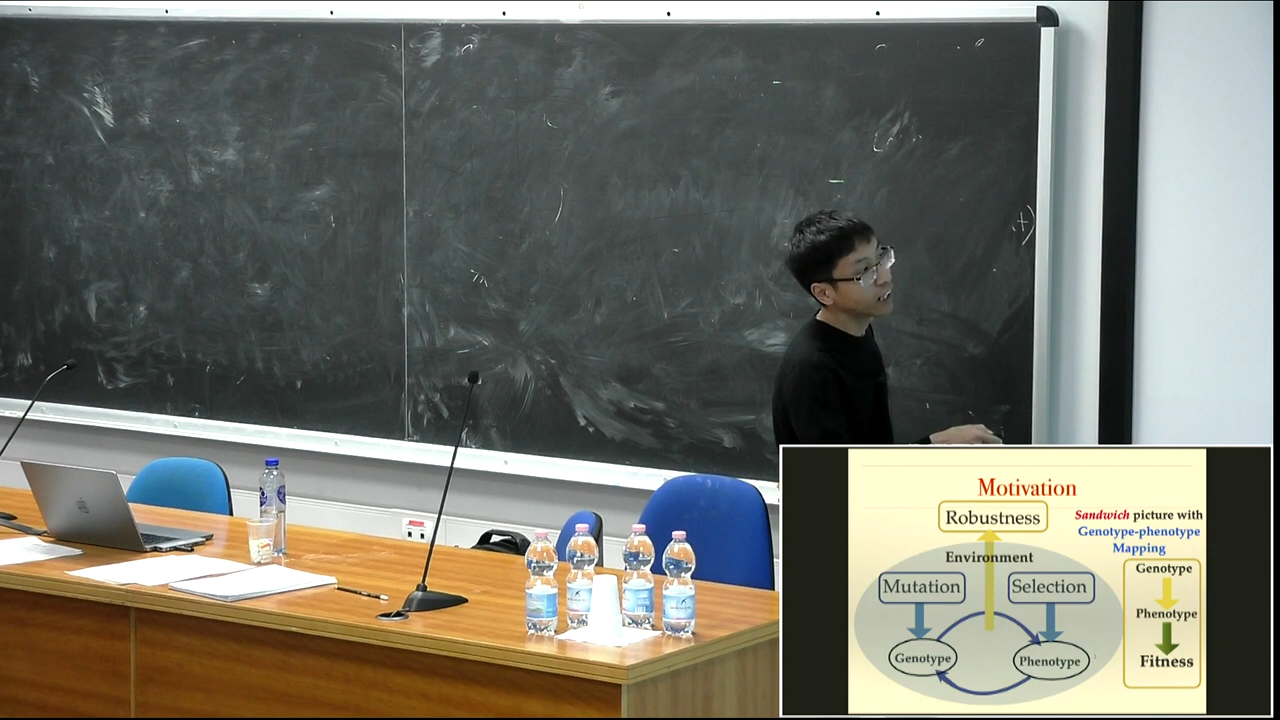 Motivation
Robustness
Sandwich picture with
Genotype-phenotype
Mapping
Environment
Mutation
Selection
Genotype
Phenotype
Genotype
Phenotype
Fitness